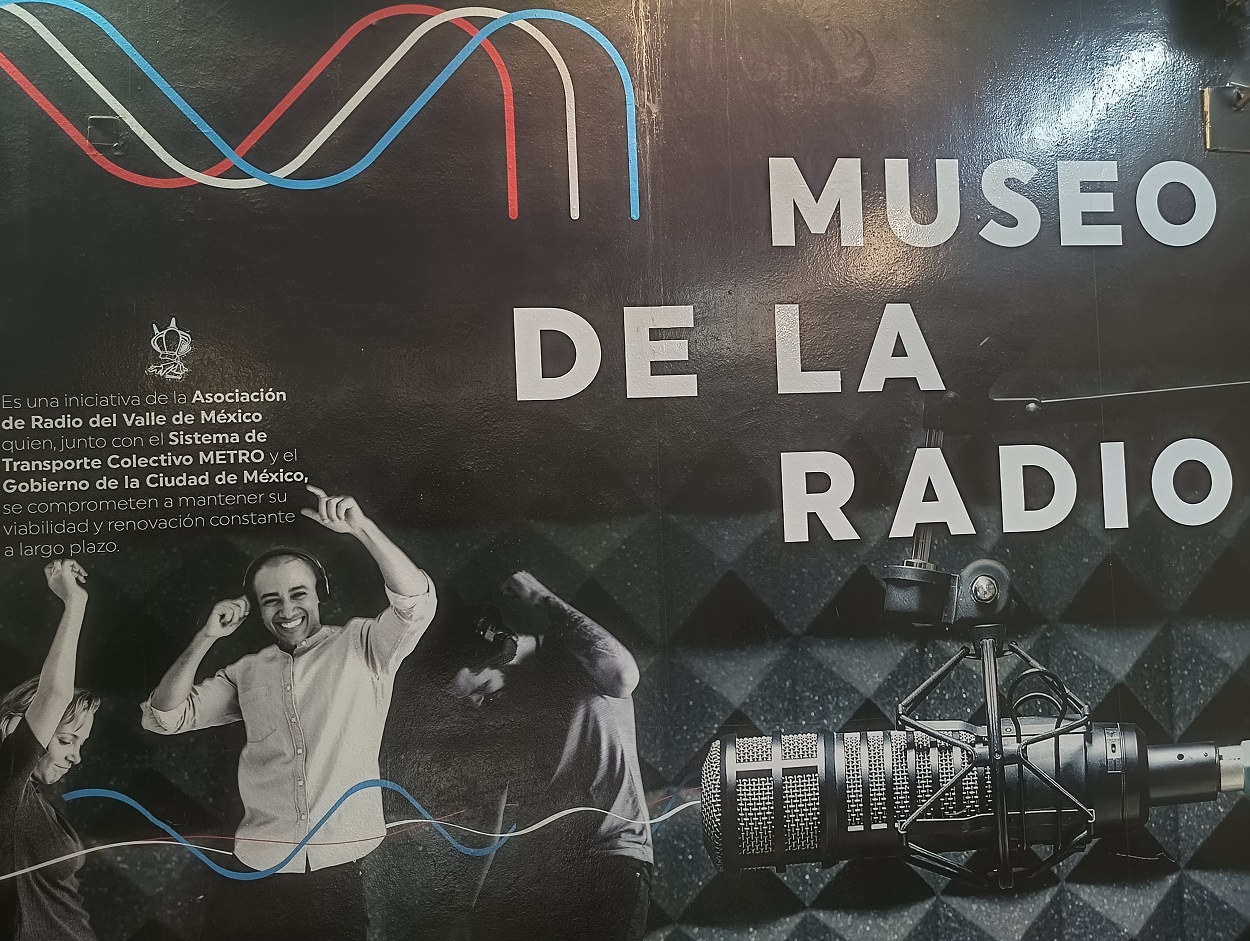 MUSEO
DE LA
RADIO
Es una iniciativa de la Asociación
de Radio del Valle de México
quien, junto con el Sistema de
Transporte Colectivo METRO y el
Gobierno de la Ciudad de México,
se comprometen a mantener su
viabilidad y renovación constante
a largo plazo.